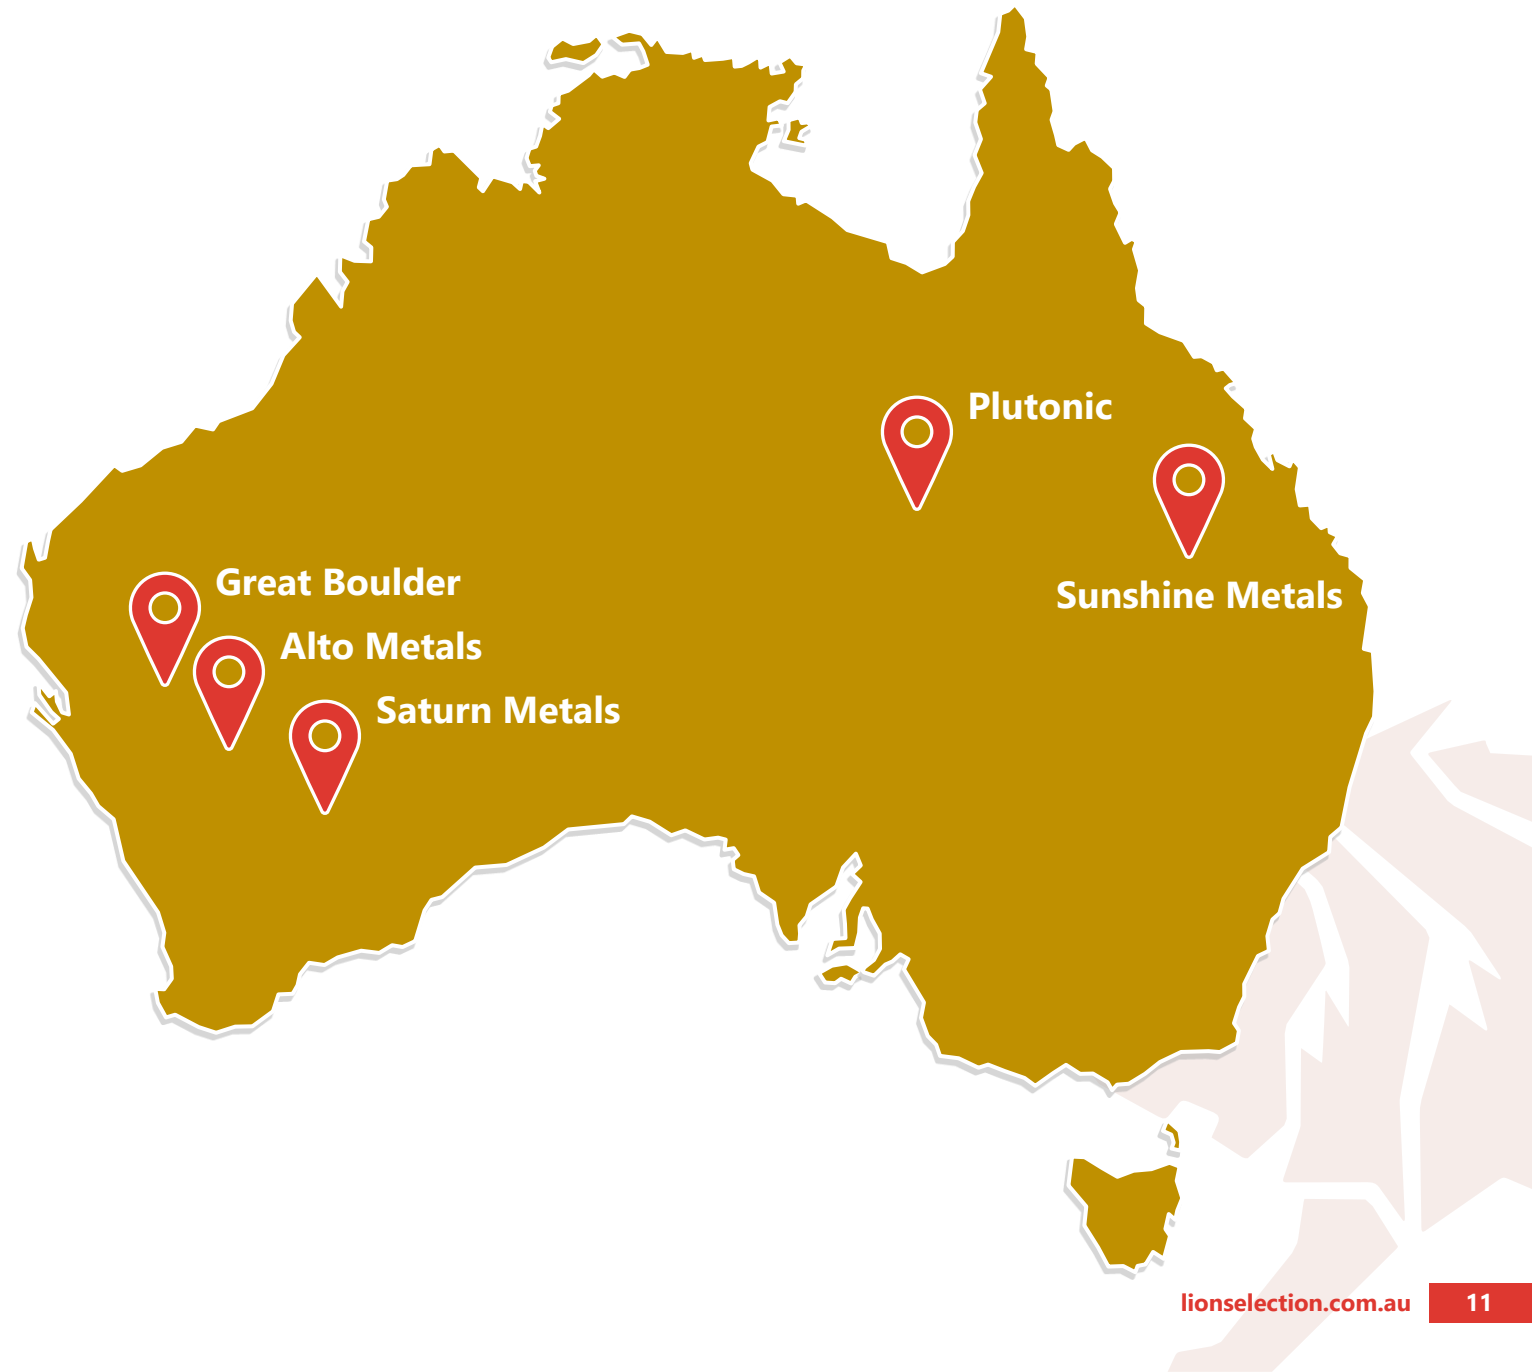 Plutonic
Great Boulder
Sunshine Metals
Alto Metals
Saturn Metals
lionselection.com.au 11